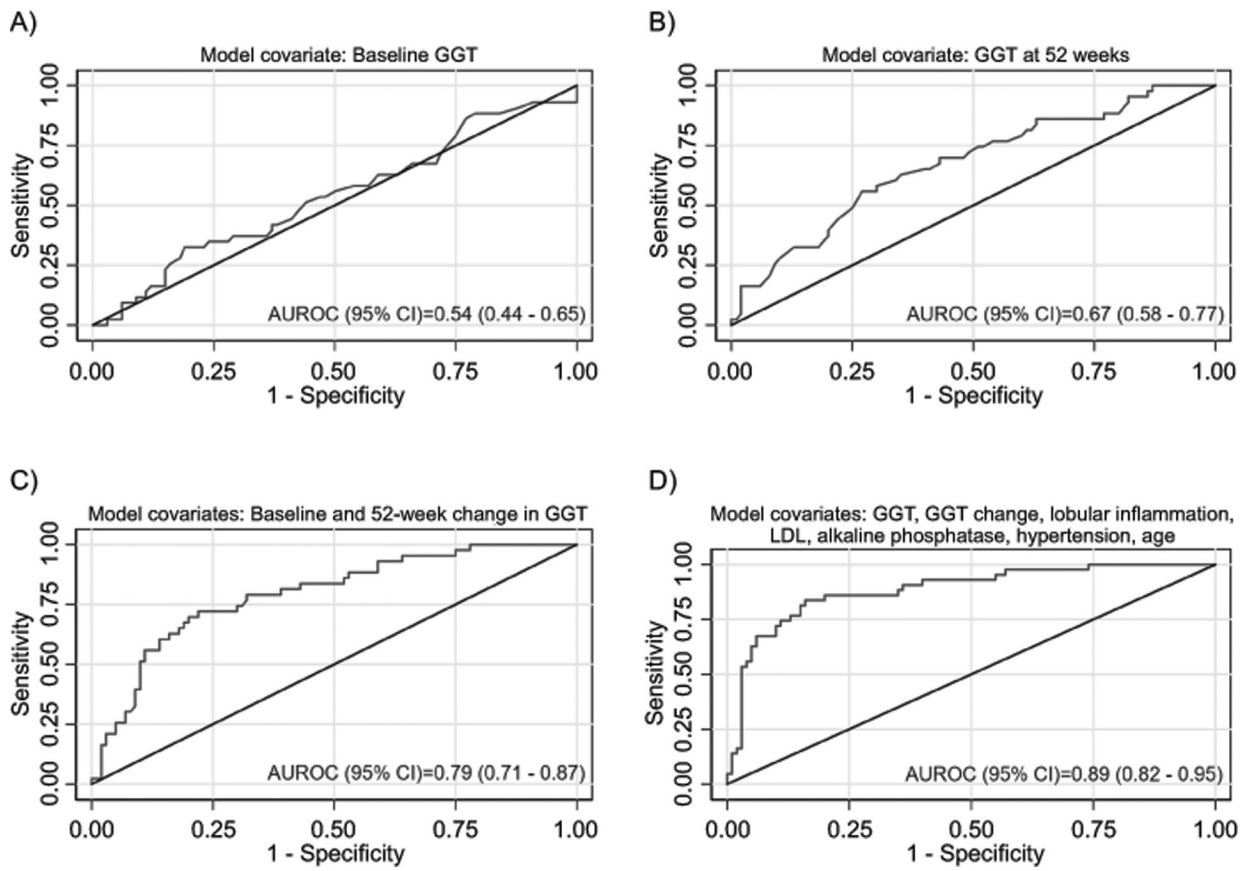 A)
Model covariate: Baseline GGT
Sensitivity
1.00
0.75
0.50
0.25
0.00
AUROC (95% CI)=0.54 (0.44 - 0.65)
0.00 0.25 0.50 0.75 1.00
1 - Specificity
B)
Model covariate: GGT at 52 weeks
Sensitivity
1.00
0.75
0.50
0.25
0.00
AUROC (95% CI)=0.67 (0.58 - 0.77)
0.00 0.25 0.50 0.75 1.00
1 - Specificity
C)
Model covariates: Baseline and 52-week change in GGT
Sensitivity
1.00
0.75
0.50
0.25
0.00
AUROC (95% CI)=0.79 (0.71 - 0.87)
0.00 0.25 0.50 0.75 1.00
1 - Specificity
D)
Model covariates: GGT, GGT change, lobular inflammation,
LDL, alkaline phosphatase, hypertension, age
Sensitivity
1.00
0.75
0.50
0.25
0.00
AUROC (95% CI)=0.89 (0.82 - 0.95)
0.00 0.25 0.50 0.75 1.00
1 - Specificity